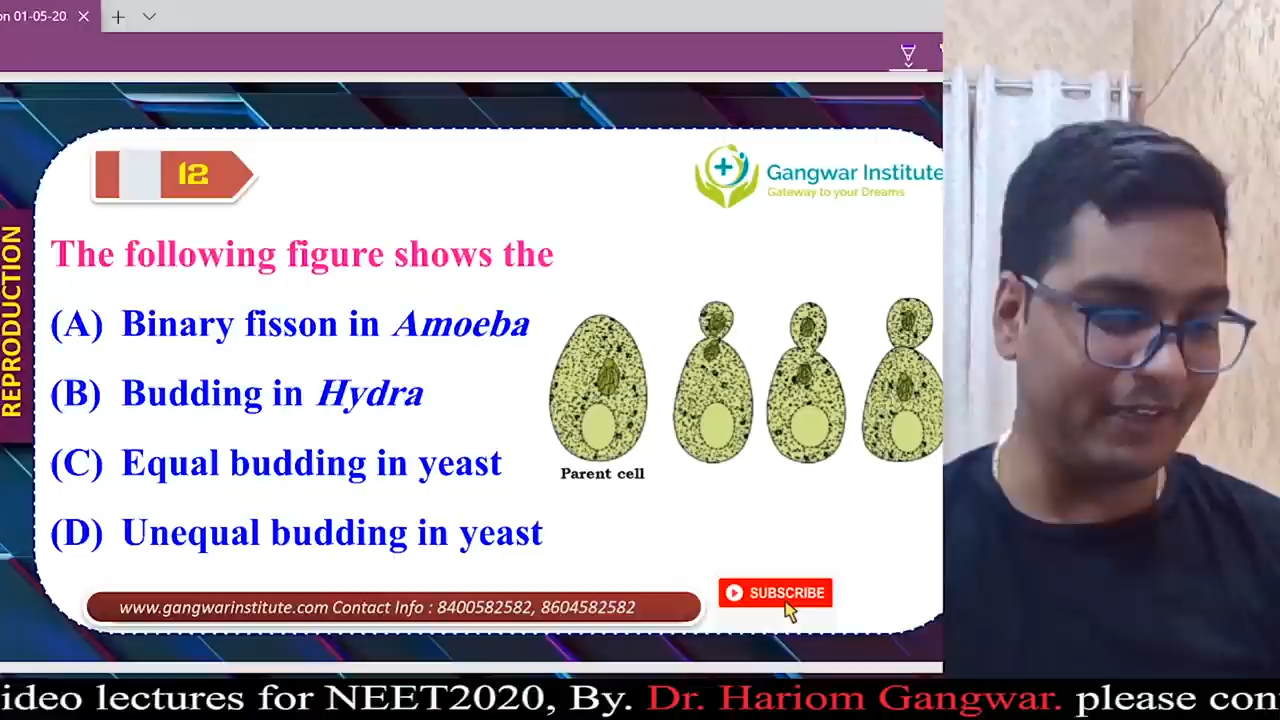 on 01-05-20
REPRODUCTION
12
Gangwar Institute
Gateway to your Dreams
The following figure shows the
(A) Binary fisson in Amoeba
(B) Budding in Hydra
(C) Equal budding in yeast
(D) Unequal budding in yeast
Parent cell
www.gangwarinstitute.com Contact Info : 8400582582, 8604582582
SUBSCRIBE
ideo lectures for NEET2020, By. Dr. Hariom Gangwar. please con